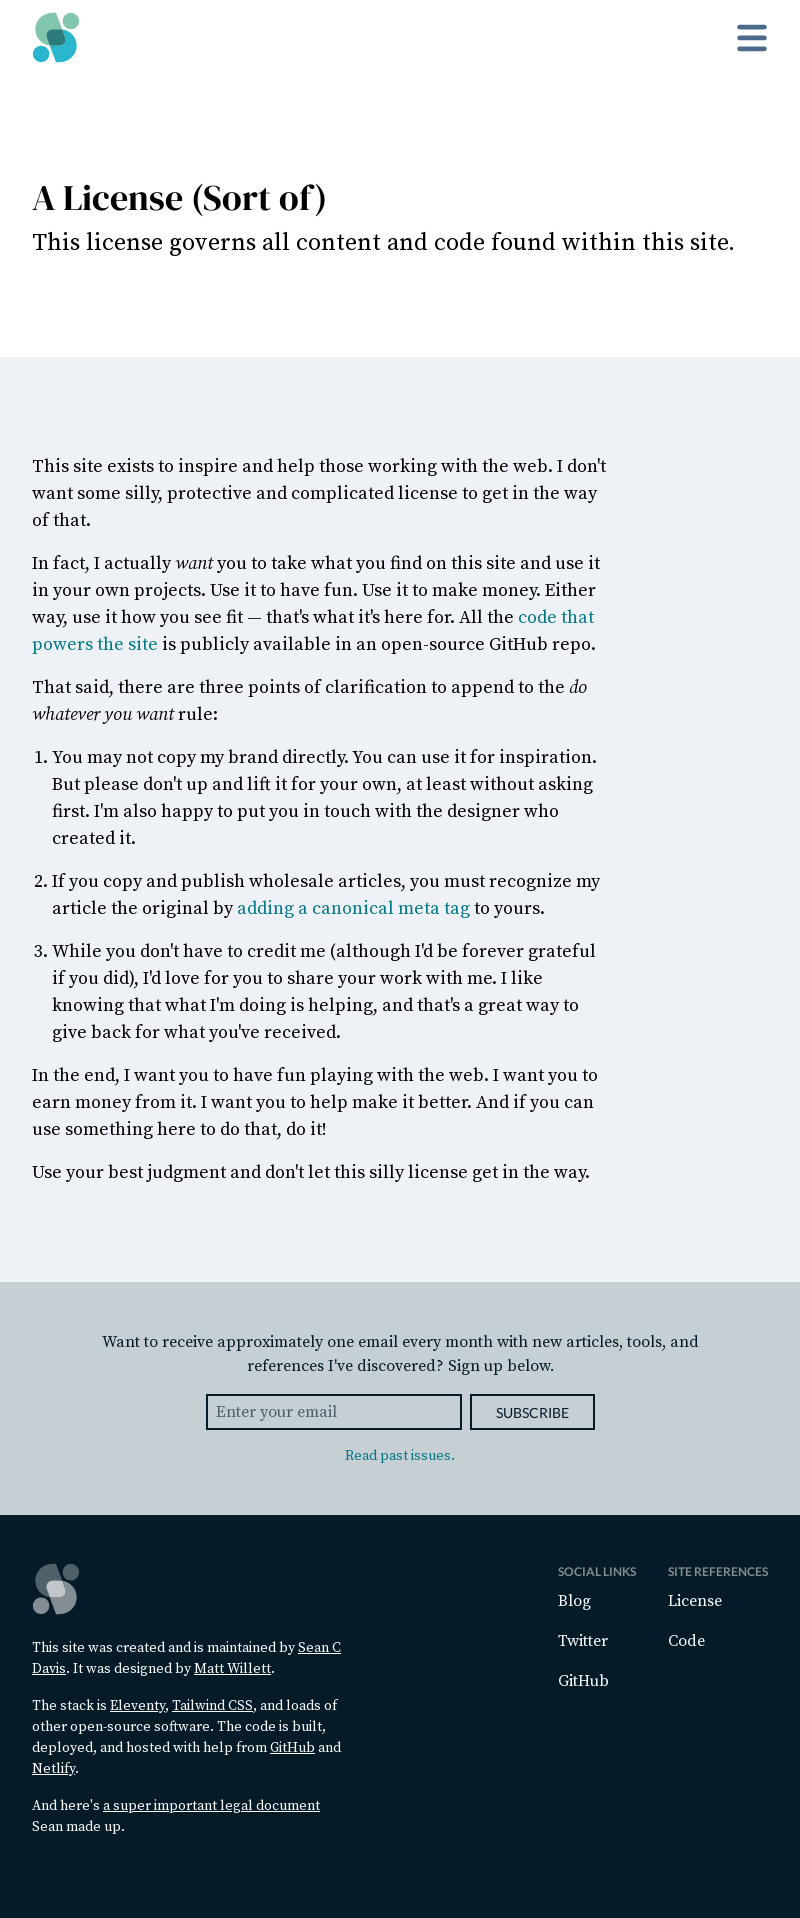 A License (Sort of)
This license governs all content and code found within this site.
This site exists to inspire and help those working with the web. I don't
want some silly, protective and complicated license to get in the way
of that.
In fact, I actually want you to take what you find on this site and use it
in your own projects. Use it to have fun. Use it to make money. Either
way, use it how you see fit — that's what it's here for. All the code that
powers the site is publicly available in an open-source GitHub repo.
That said, there are three points of clarification to append to the do
whatever you want rule:
1. You may not copy my brand directly. You can use it for inspiration.
But please don't up and lift it for your own, at least without asking
first. I'm also happy to put you in touch with the designer who
created it.
2. If you copy and publish wholesale articles, you must recognize my
article the original by adding a canonical meta tag to yours.
3. While you don't have to credit me (although I'd be forever grateful
if you did), I'd love for you to share your work with me. I like
knowing that what I'm doing is helping, and that's a great way to
give back for what you've received.
In the end, I want you to have fun playing with the web. I want you to
earn money from it. I want you to help make it better. And if you can
use something here to do that, do it!
Use your best judgment and don't let this silly license get in the way.
Want to receive approximately one email every month with new articles, tools, and
references I've discovered? Sign up below.
Enter your email
SUBSCRIBE
Read past issues.
This site was created and is maintained by Sean C
Davis. It was designed by Matt Willett.
The stack is Eleventy, Tailwind CSS, and loads of
other open-source software. The code is built,
deployed, and hosted with help from GitHub and
Netlify.
And here's a super important legal document
Sean made up.
SOCIAL LINKS
Blog
Twitter
GitHub
SITE REFERENCES
License
Code